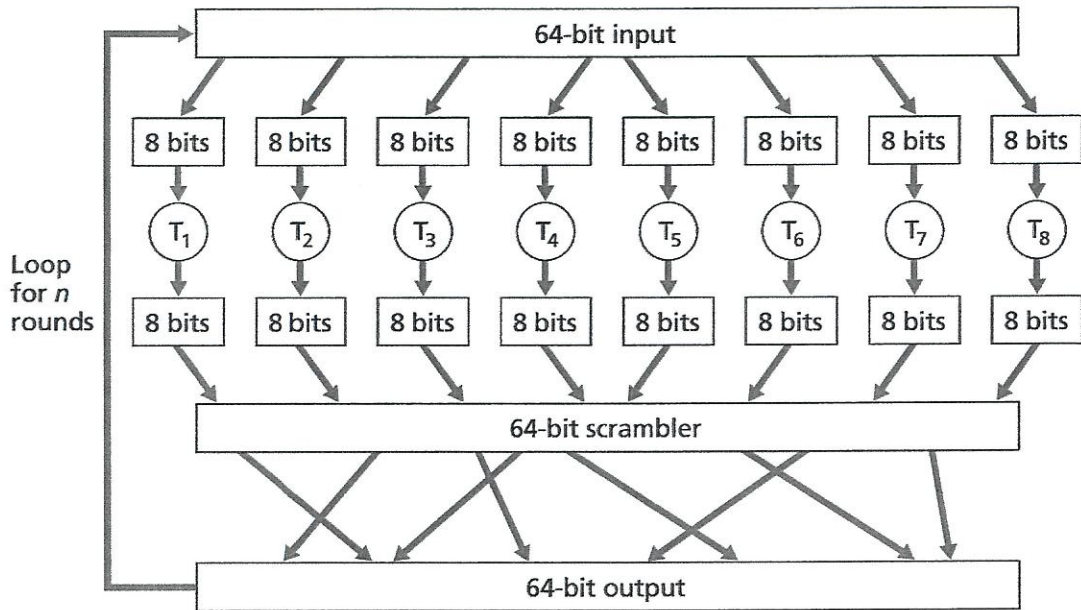 64-bit input
8 bits 8 bits 8 bits 8 bits 8 bits 8 bits 8 bits 8 bits
T1 T2 T3 T4 T5 T6 T7 T8
Loop
for n
rounds
8 bits 8 bits 8 bits 8 bits 8 bits 8 bits 8 bits 8 bits
64-bit scrambler
64-bit output